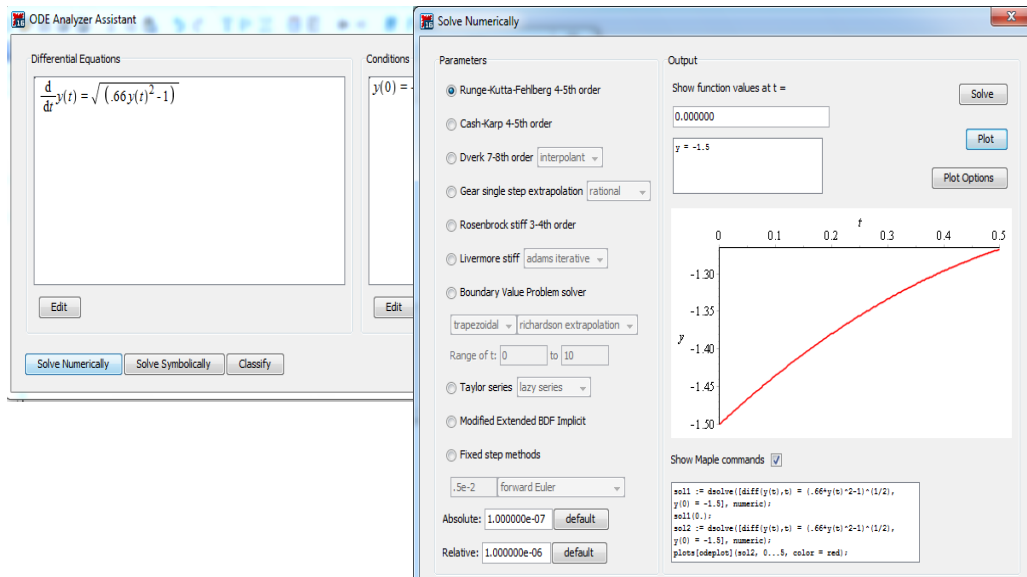 ODE Analyzer Assistant
Differential Equations
d/dt y(t) = √(.66 y(t)² - 1)
Edit
Conditions
y(0) = -
Edit
Solve Numerically
Solve Symbolically
Classify
Solve Numerically
Parameters
Runge-Kutta-Fehlberg 4-5th order
Cash-Karp 4-5th order
Dverk 7-8th order interpolant
Gear single step extrapolation rational
Rosenbrock stiff 3-4th order
Livermore stiff adams iterative
Boundary Value Problem solver
trapezoidal richardson extrapolation
Range of t: 0 to 10
Taylor series lazy series
Modified Extended BDF Implicit
Fixed step methods
.5e-2 forward Euler
Absolute: 1.000000e-07 default
Relative: 1.000000e-06 default
Output
Show function values at t =
Solve
0.000000
Plot
y = -1.5
Plot Options
t
0 0.1 0.2 0.3 0.4 0.5
-1.30
-1.35
y
-1.40
-1.45
-1.50
Show Maple commands
sol1 := dsolve([diff(y(t),t) = (.66*y(t)^2-1)^(1/2),
y(0) = -1.5], numeric);
sol1(0.);
sol2 := dsolve([diff(y(t),t) = (.66*y(t)^2-1)^(1/2),
y(0) = -1.5], numeric);
plots[odeplot](sol2, 0...5, color = red);